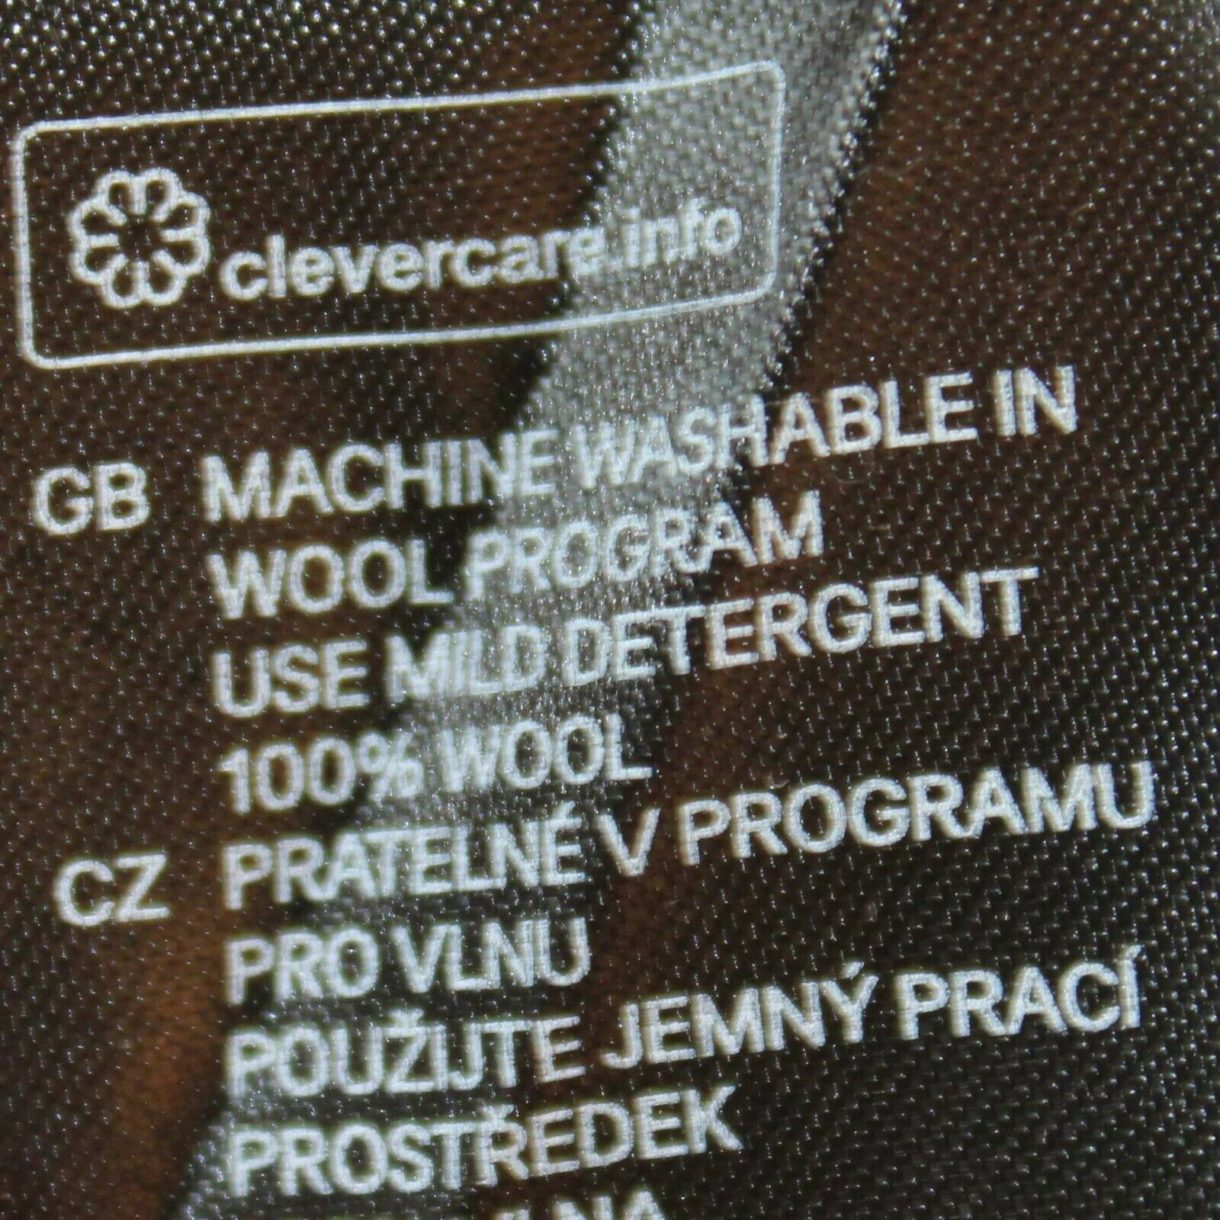 clevercare.info
GB MACHINE WASHABLE IN
WOOL PROGRAM
USE MILD DETERGENT
100% WOOL
CZ PRATELNÉ V PROGRAMU
PRO VLNU
POUŽIJTE JEMNÝ PRACÍ
PROSTŘEDEK